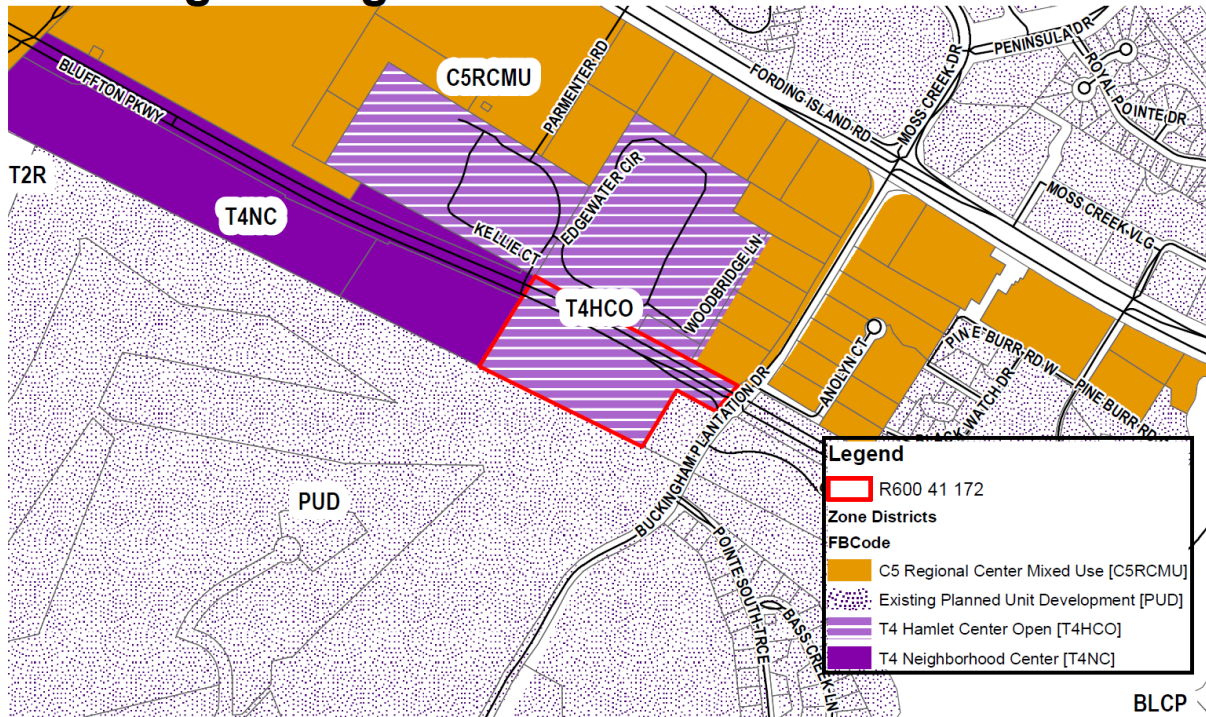 C5RCMU
PARMENTER RD
FORDING ISLAND RD
MOSS CREEK DR
PENINSULA DR
ROYAL POINTE DR
BLUFFTON PKWY
T2R
T4NC
KELLIE CT
EDGEWATER CIR
WOODBRIDGE LN
MOSS CREEK VLG
T4HCO
ANOLYN CT
PINE BURR RD W
BLACK WATCH DR
PINE BURR RD W
BUCKINGHAM PLANTATION DR
PUD
POINTE SOUTH TRCE
BASS CREEK LN
Legend
R600 41 172
Zone Districts
FBCode
C5 Regional Center Mixed Use [C5RCMU]
Existing Planned Unit Development [PUD]
T4 Hamlet Center Open [T4HCO]
T4 Neighborhood Center [T4NC]
BLCP